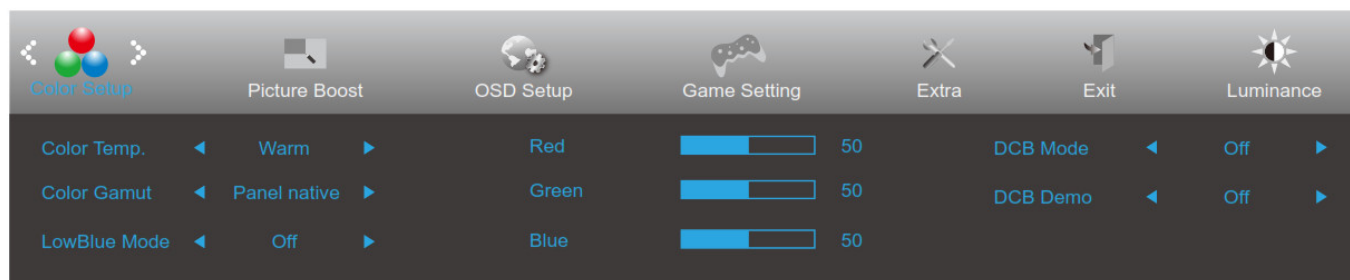 Color Setup
Picture Boost
OSD Setup
Game Setting
Extra
Exit
Luminance
Color Temp. Warm Red 50 DCB Mode Off
Color Gamut Panel native Green 50 DCB Demo Off
LowBlue Mode Off Blue 50